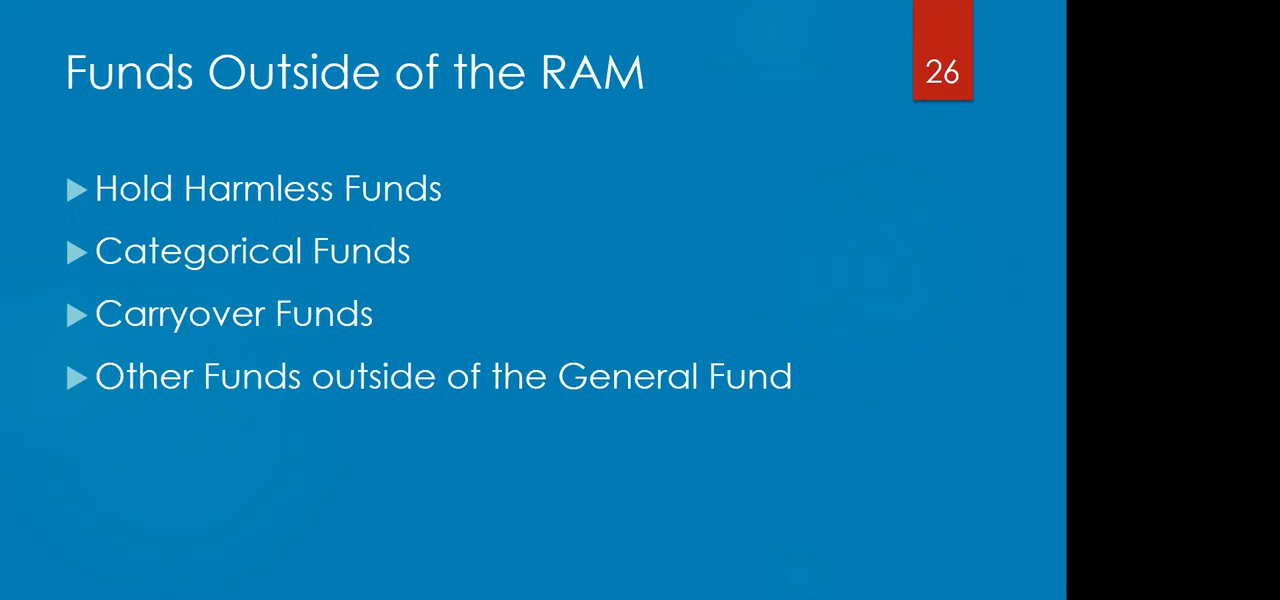 Funds Outside of the RAM
26
Hold Harmless Funds
Categorical Funds
Carryover Funds
Other Funds outside of the General Fund